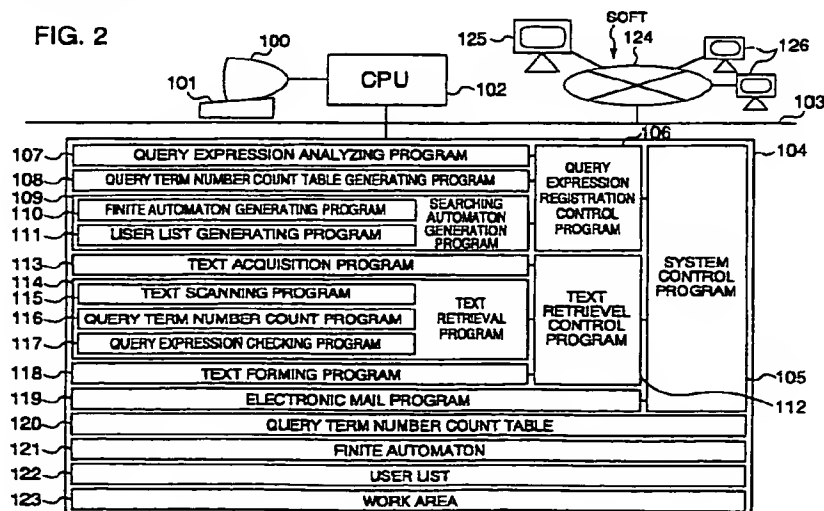 FIG. 2
100
101
CPU
102
SOFT
124
125
126
103
104
106
107
QUERY EXPRESSION ANALYZING PROGRAM
108
QUERY TERM NUMBER COUNT TABLE GENERATING PROGRAM
109
110
FINITE AUTOMATON GENERATING PROGRAM
111
USER LIST GENERATING PROGRAM
SEARCHING
AUTOMATON
GENERATION
PROGRAM
QUERY
EXPRESSION
REGISTRATION
CONTROL
PROGRAM
SYSTEM
CONTROL
PROGRAM
113
TEXT ACQUISITION PROGRAM
114
115
TEXT SCANNING PROGRAM
116
QUERY TERM NUMBER COUNT PROGRAM
117
QUERY EXPRESSION CHECKING PROGRAM
TEXT
RETRIEVAL
PROGRAM
TEXT
RETRIEVEL
CONTROL
PROGRAM
118
TEXT FORMING PROGRAM
105
119
ELECTRONIC MAIL PROGRAM
112
120
QUERY TERM NUMBER COUNT TABLE
121
FINITE AUTOMATON
122
USER LIST
123
WORK AREA